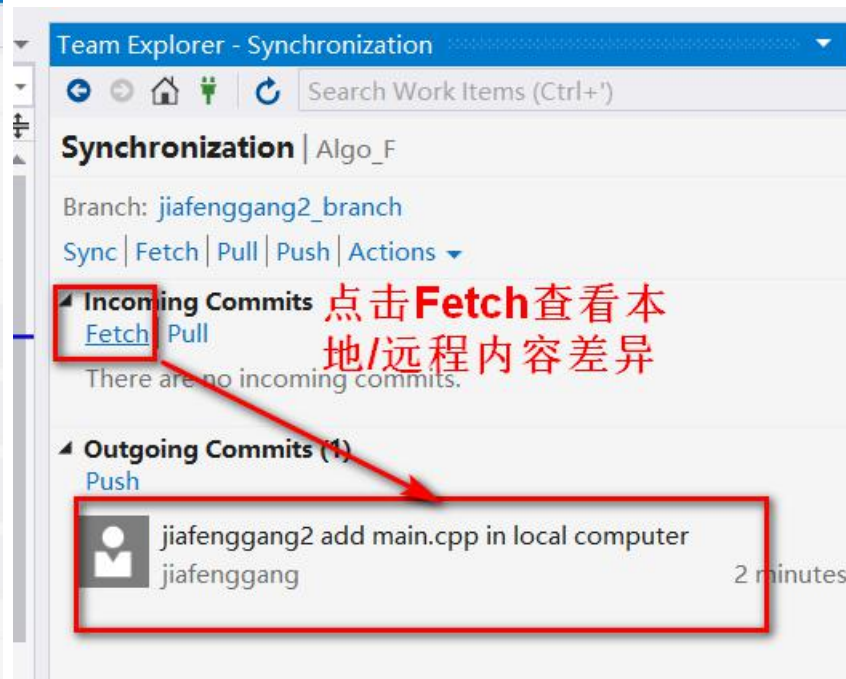 Team Explorer - Synchronization
Search Work Items (Ctrl+')
Synchronization | Algo_F
Branch: jiafenggang2_branch
Sync | Fetch | Pull | Push | Actions
Incoming Commits
点击Fetch查看本
Fetch | Pull
地/远程内容差异
There are no incoming commits.
Outgoing Commits (1)
Push
jiafenggang2 add main.cpp in local computer
jiafenggang 2 minutes